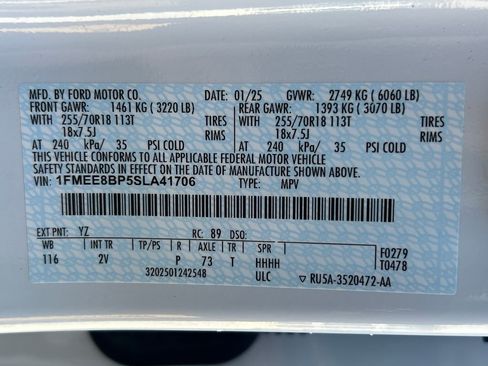 MFD. BY FORD MOTOR CO. DATE: 01/25 GVWR: 2749 KG ( 6060 LB)
FRONT GAWR: 1461 KG ( 3220 LB) REAR GAWR: 1393 KG ( 3070 LB)
WITH 255/70R18 113T TIRES WITH 255/70R18 113T TIRES
18x7.5J RIMS 18x7.5J RIMS
AT 240 kPa/ 35 PSI COLD AT 240 kPa/ 35 PSI COLD
THIS VEHICLE CONFORMS TO ALL APPLICABLE FEDERAL MOTOR VEHICLE
SAFETY STANDARDS IN EFFECT ON THE DATE OF MANUFACTURE SHOWN ABOVE.
VIN: 1FMEE8BP5SLA41706 TYPE: MPV
EXT PNT: YZ RC: 89 DSO:
WB INT TR TP/PS R AXLE TR SPR F0279
116 2V P 73 T HHHH T0478
3202501242548 ULC ▽ RU5A-3520472-AA